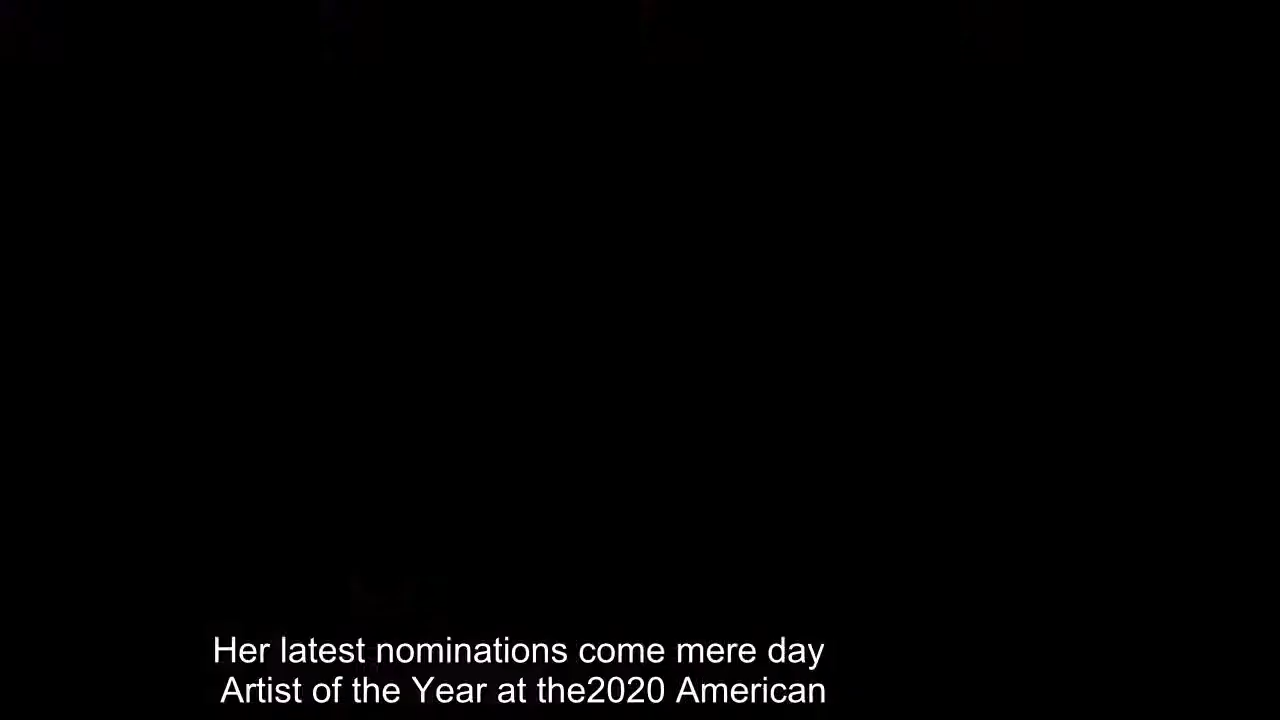 Her latest nominations come mere day
Artist of the Year at the2020 American